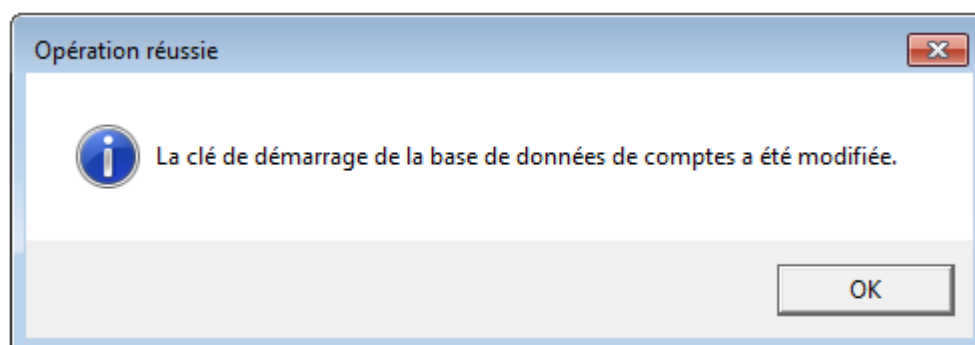 Opération réussie
La clé de démarrage de la base de données de comptes a été modifiée.
OK